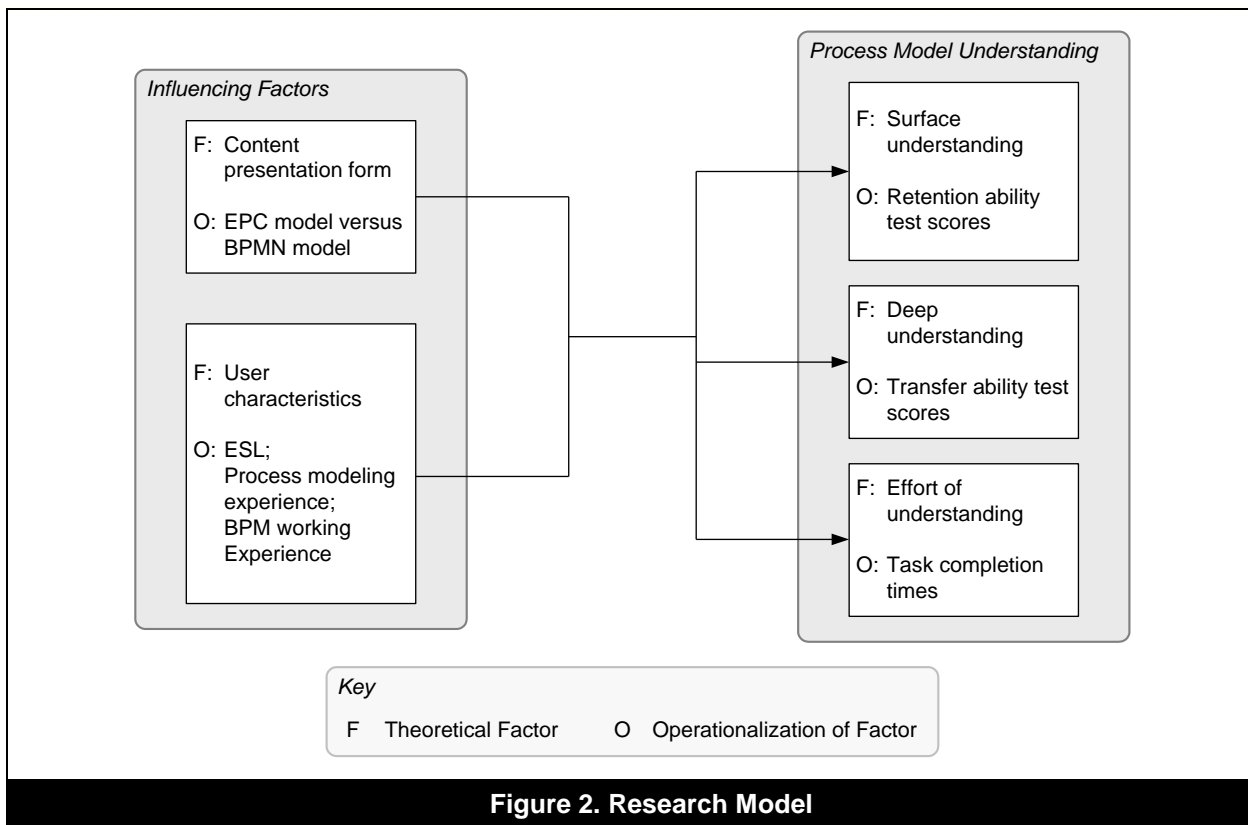 Influencing Factors
F: Content
presentation form
O: EPC model versus
BPMN model
F: User
characteristics
O: ESL;
Process modeling
experience;
BPM working
Experience
Process Model Understanding
F: Surface
understanding
O: Retention ability
test scores
F: Deep
understanding
O: Transfer ability test
scores
F: Effort of
understanding
O: Task completion
times
Key
F Theoretical Factor O Operationalization of Factor
Figure 2. Research Model